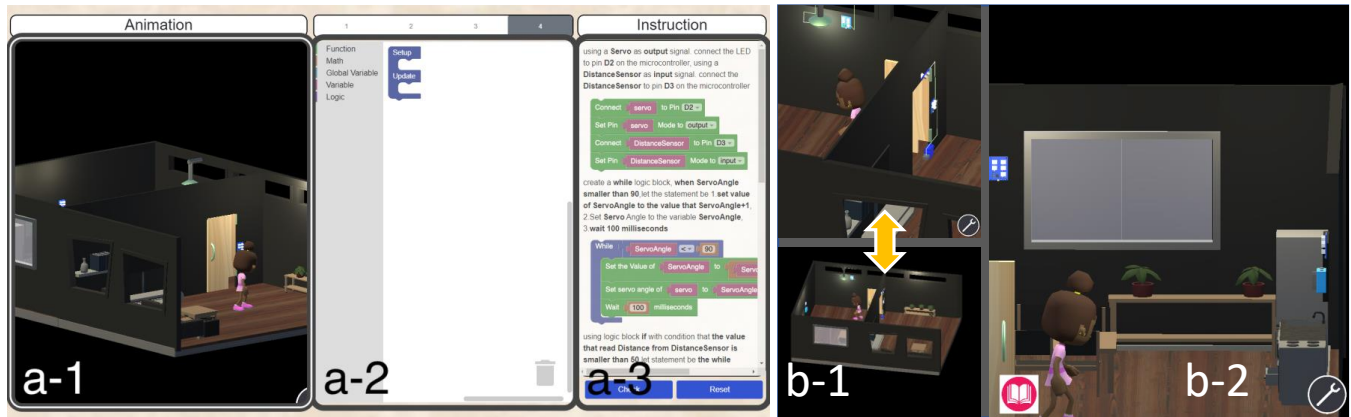 Animation
1 2 3 4
Instruction
Function
Math
Global Variable
Variable
Logic
Setup
Update
using a Servo as output signal. connect the LED
to pin D2 on the microcontroller, using a
DistanceSensor as input signal. connect the
DistanceSensor to pin D3 on the microcontroller
Connect servo to Pin D2
Set Pin servo Mode to output
Connect DistanceSensor to Pin D3
Set Pin DistanceSensor Mode to input
create a while logic block, when ServoAngle
smaller than 90,let the statement be 1.set value
of ServoAngle to the value that ServoAngle+1,
2.Set Servo Angle to the variable ServoAngle,
3.wait 100 milliseconds
While ServoAngle < 90
Set the Value of ServoAngle to Servo
Set servo angle of servo to ServoAngle
Wait 100 milliseconds
using logic block if with condition that the value
that read Distance from DistanceSensor is
smaller than 50,let statement be the while
Reset
a-1
a-2
a-3
b-1
b-2